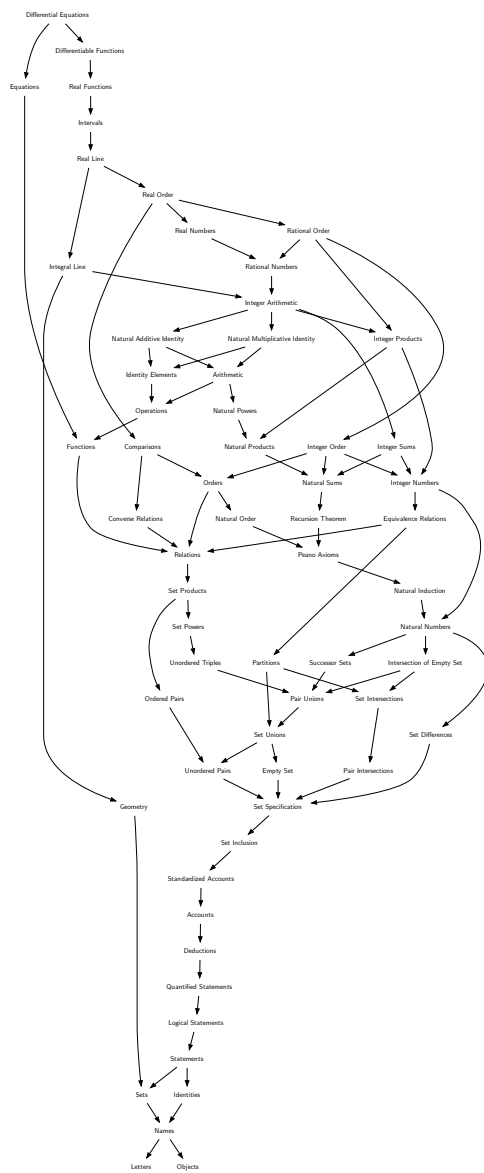 Differential Equations
Differentiable Functions
Equations
Real Functions
Intervals
Real Line
Real Order
Real Numbers
Rational Order
Integral Line
Rational Numbers
Integer Arithmetic
Natural Additive Identity
Natural Multiplicative Identity
Integer Products
Identity Elements
Arithmetic
Operations
Natural Powers
Functions
Comparisons
Natural Products
Integer Order
Integer Sums
Orders
Natural Sums
Integer Numbers
Converse Relations
Natural Order
Recursion Theorem
Equivalence Relations
Relations
Peano Axioms
Set Products
Natural Induction
Set Powers
Natural Numbers
Unordered Triples
Partitions
Successor Sets
Intersection of Empty Set
Ordered Pairs
Pair Unions
Set Intersections
Set Unions
Set Differences
Unordered Pairs
Empty Set
Pair Intersections
Geometry
Set Specification
Set Inclusion
Standardized Accounts
Accounts
Deductions
Quantified Statements
Logical Statements
Statements
Sets
Identities
Names
Letters
Objects